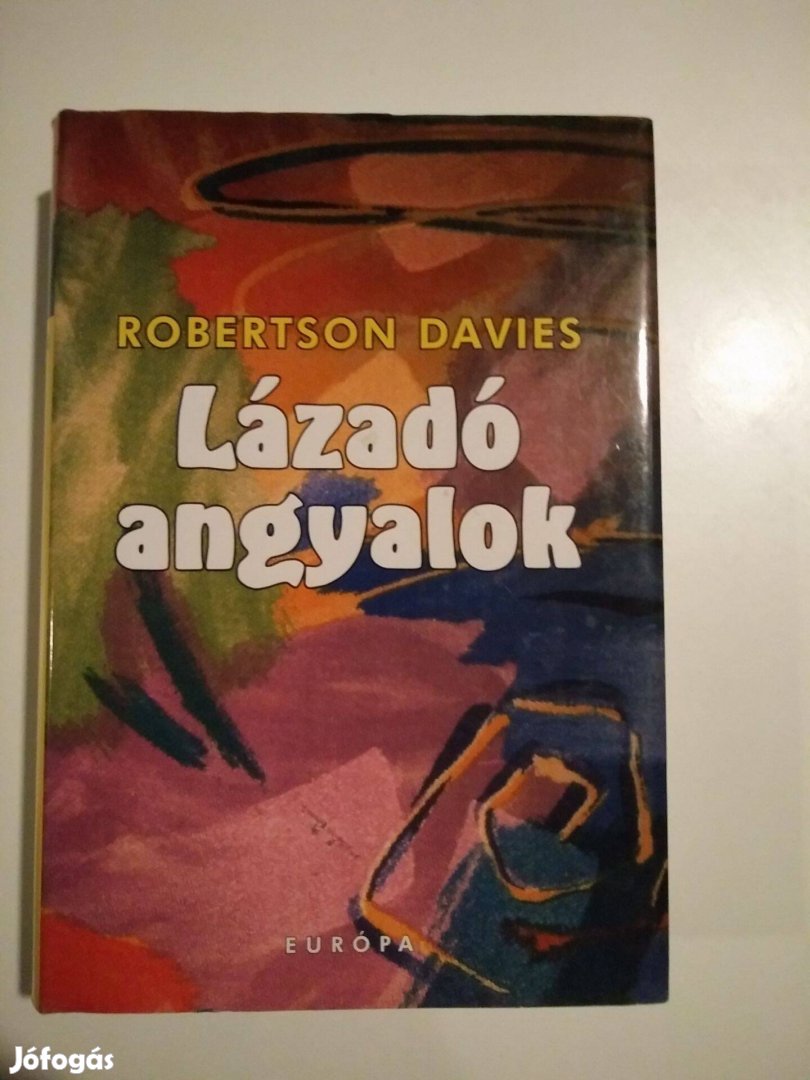 ROBERTSON DAVIES
Lázadó
angyalok
EURÓPA
Jófogás